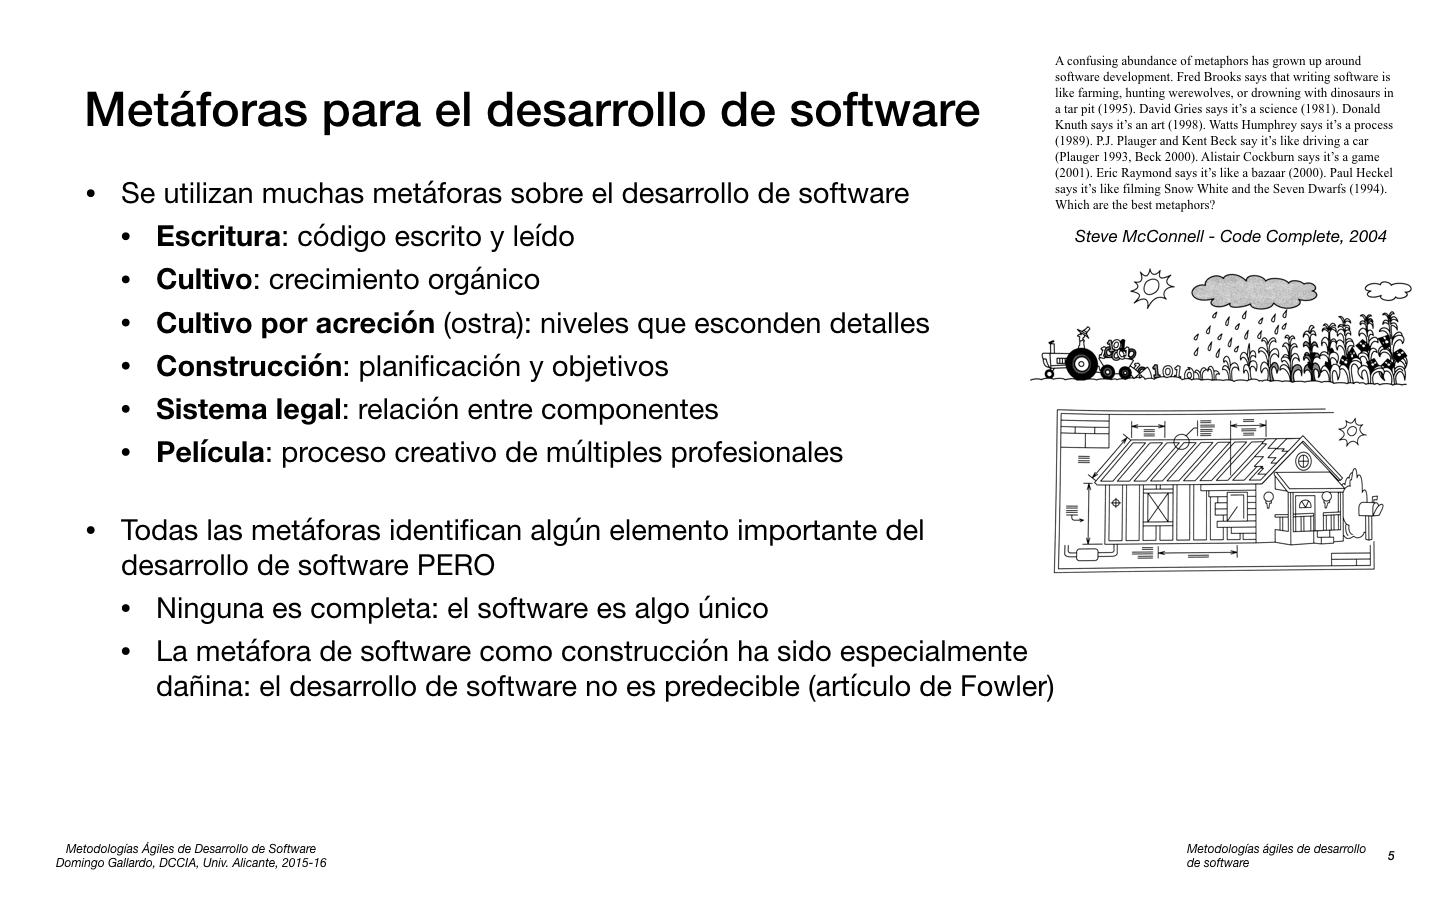 Metáforas para el desarrollo de software
• Se utilizan muchas metáforas sobre el desarrollo de software
• Escritura: código escrito y leído
• Cultivo: crecimiento orgánico
• Cultivo por acreción (ostra): niveles que esconden detalles
• Construcción: planificación y objetivos
• Sistema legal: relación entre componentes
• Película: proceso creativo de múltiples profesionales
• Todas las metáforas identifican algún elemento importante del
desarrollo de software PERO
• Ninguna es completa: el software es algo único
• La metáfora de software como construcción ha sido especialmente
dañina: el desarrollo de software no es predecible (artículo de Fowler)
A confusing abundance of metaphors has grown up around
software development. Fred Brooks says that writing software is
like farming, hunting werewolves, or drowning with dinosaurs in
a tar pit (1995). David Gries says it’s a science (1981). Donald
Knuth says it’s an art (1998). Watts Humphrey says it’s a process
(1989). P.J. Plauger and Kent Beck say it’s like driving a car
(Plauger 1993, Beck 2000). Alistair Cockburn says it’s a game
(2001). Eric Raymond says it’s like a bazaar (2000). Paul Heckel
says it’s like filming Snow White and the Seven Dwarfs (1994).
Which are the best metaphors?
Steve McConnell - Code Complete, 2004
Metodologías Ágiles de Desarrollo de Software
Domingo Gallardo, DCCIA, Univ. Alicante, 2015-16
Metodologías ágiles de desarrollo
de software
5